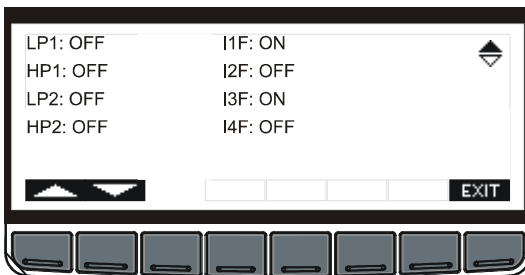 LP1: OFF I1F: ON
HP1: OFF I2F: OFF
LP2: OFF I3F: ON
HP2: OFF I4F: OFF
EXIT